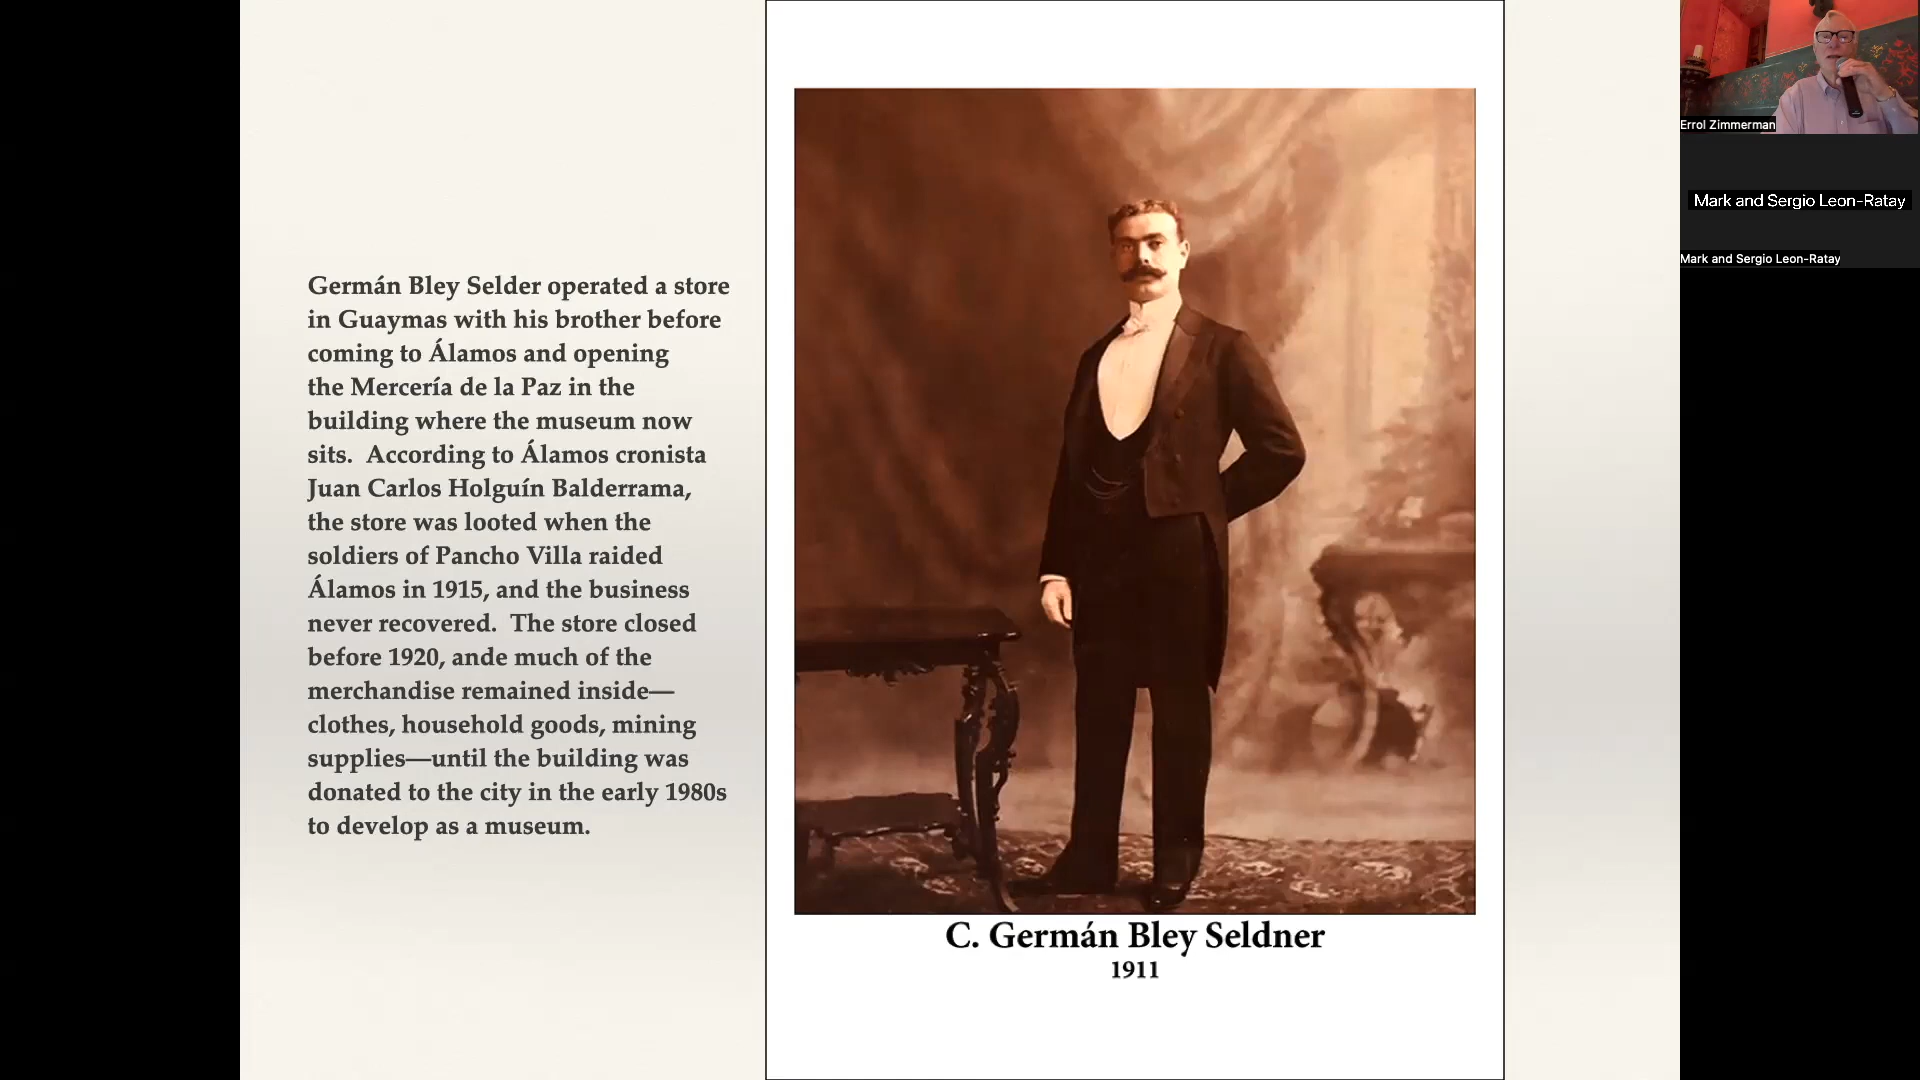 Germán Bley Selder operated a store
in Guaymas with his brother before
coming to Álamos and opening
the Mercería de la Paz in the
building where the museum now
sits.  According to Álamos cronista
Juan Carlos Holguín Balderrama,
the store was looted when the
soldiers of Pancho Villa raided
Álamos in 1915, and the business
never recovered.  The store closed
before 1920, ande much of the
merchandise remained inside—
clothes, household goods, mining
supplies—until the building was
donated to the city in the early 1980s
to develop as a museum.
C. Germán Bley Seldner
1911
Errol Zimmerman
Mark and Sergio Leon-Ratay
Mark and Sergio Leon-Ratay